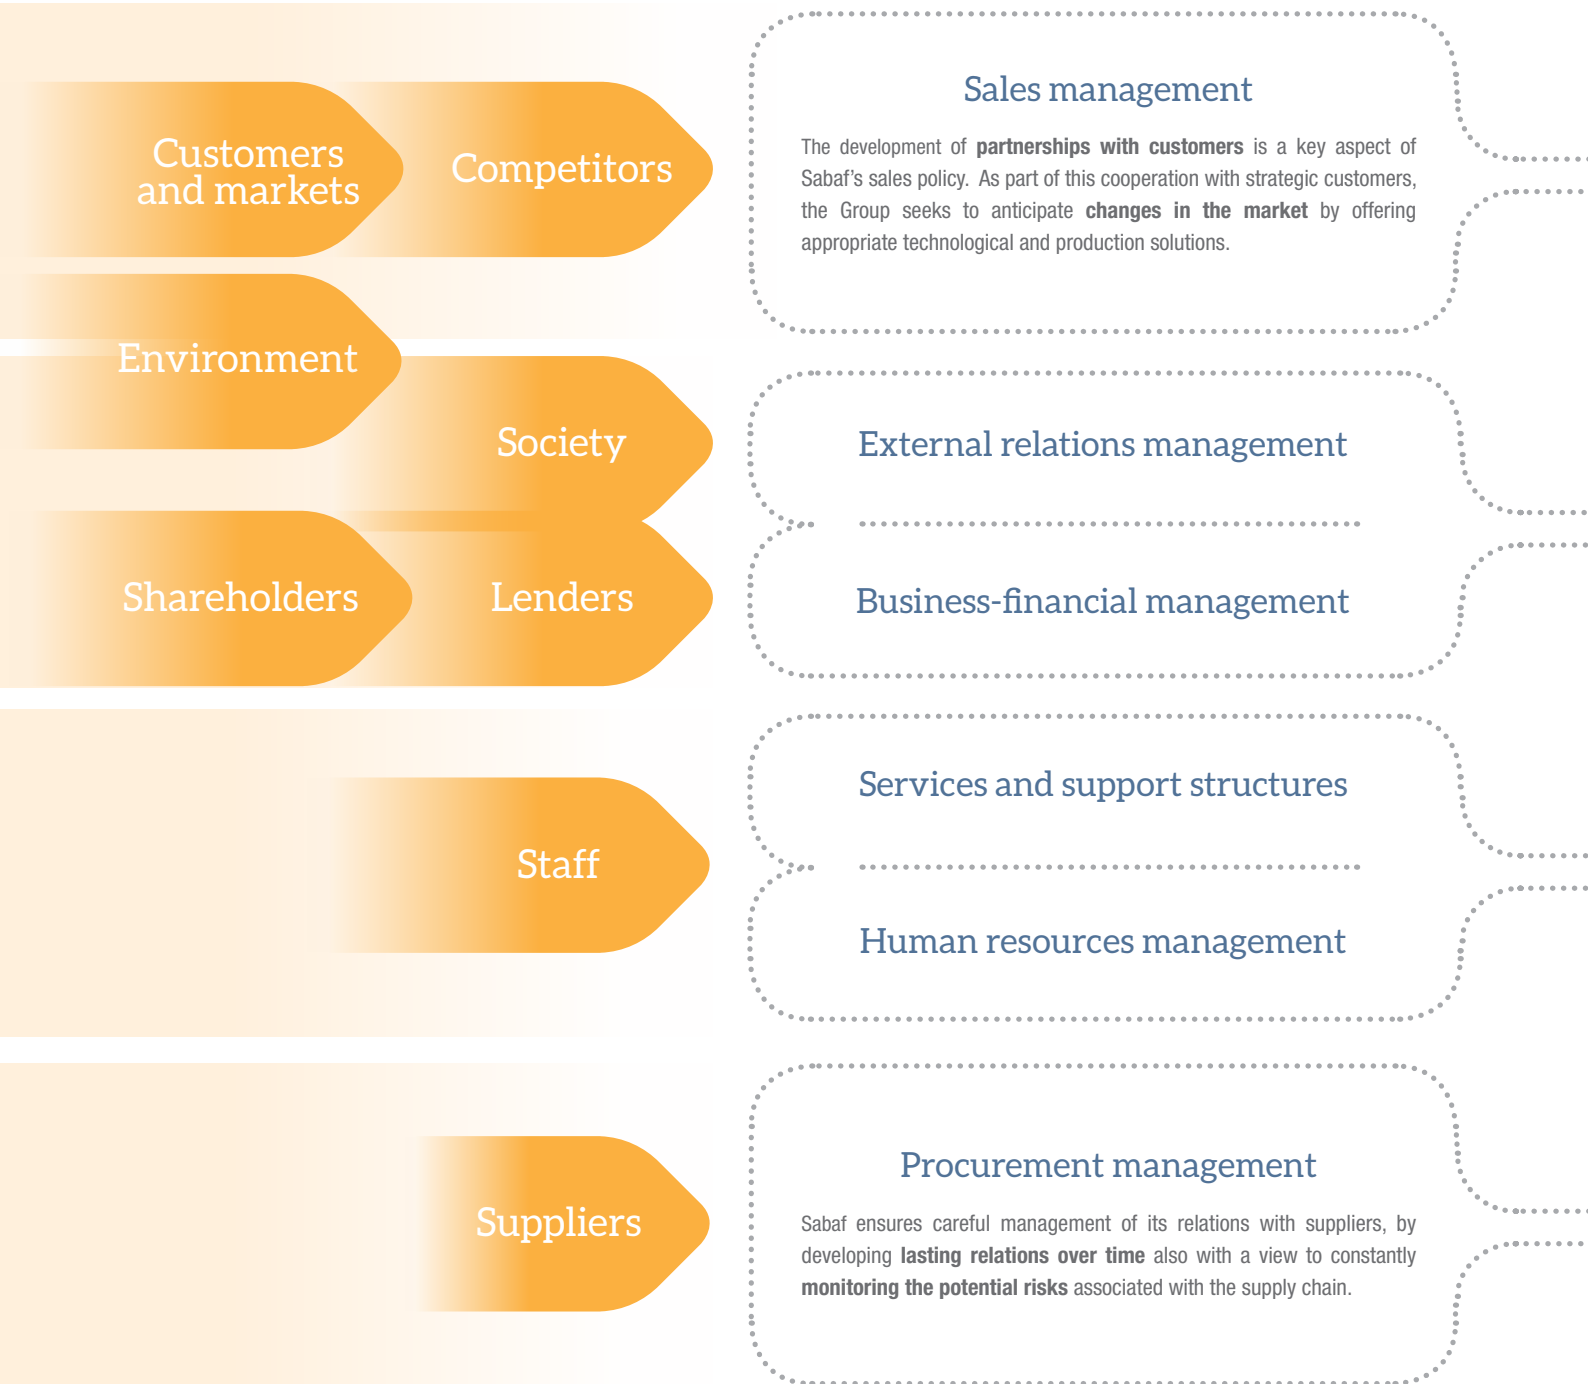 Customers
and markets
Competitors
Sales management
The development of partnerships with customers is a key aspect of
Sabaf’s sales policy. As part of this cooperation with strategic customers,
the Group seeks to anticipate changes in the market by offering
appropriate technological and production solutions.
Environment
Society
External relations management
Shareholders
Lenders
Business-financial management
Staff
Services and support structures
Human resources management
Suppliers
Procurement management
Sabaf ensures careful management of its relations with suppliers, by
developing lasting relations over time also with a view to constantly
monitoring the potential risks associated with the supply chain.